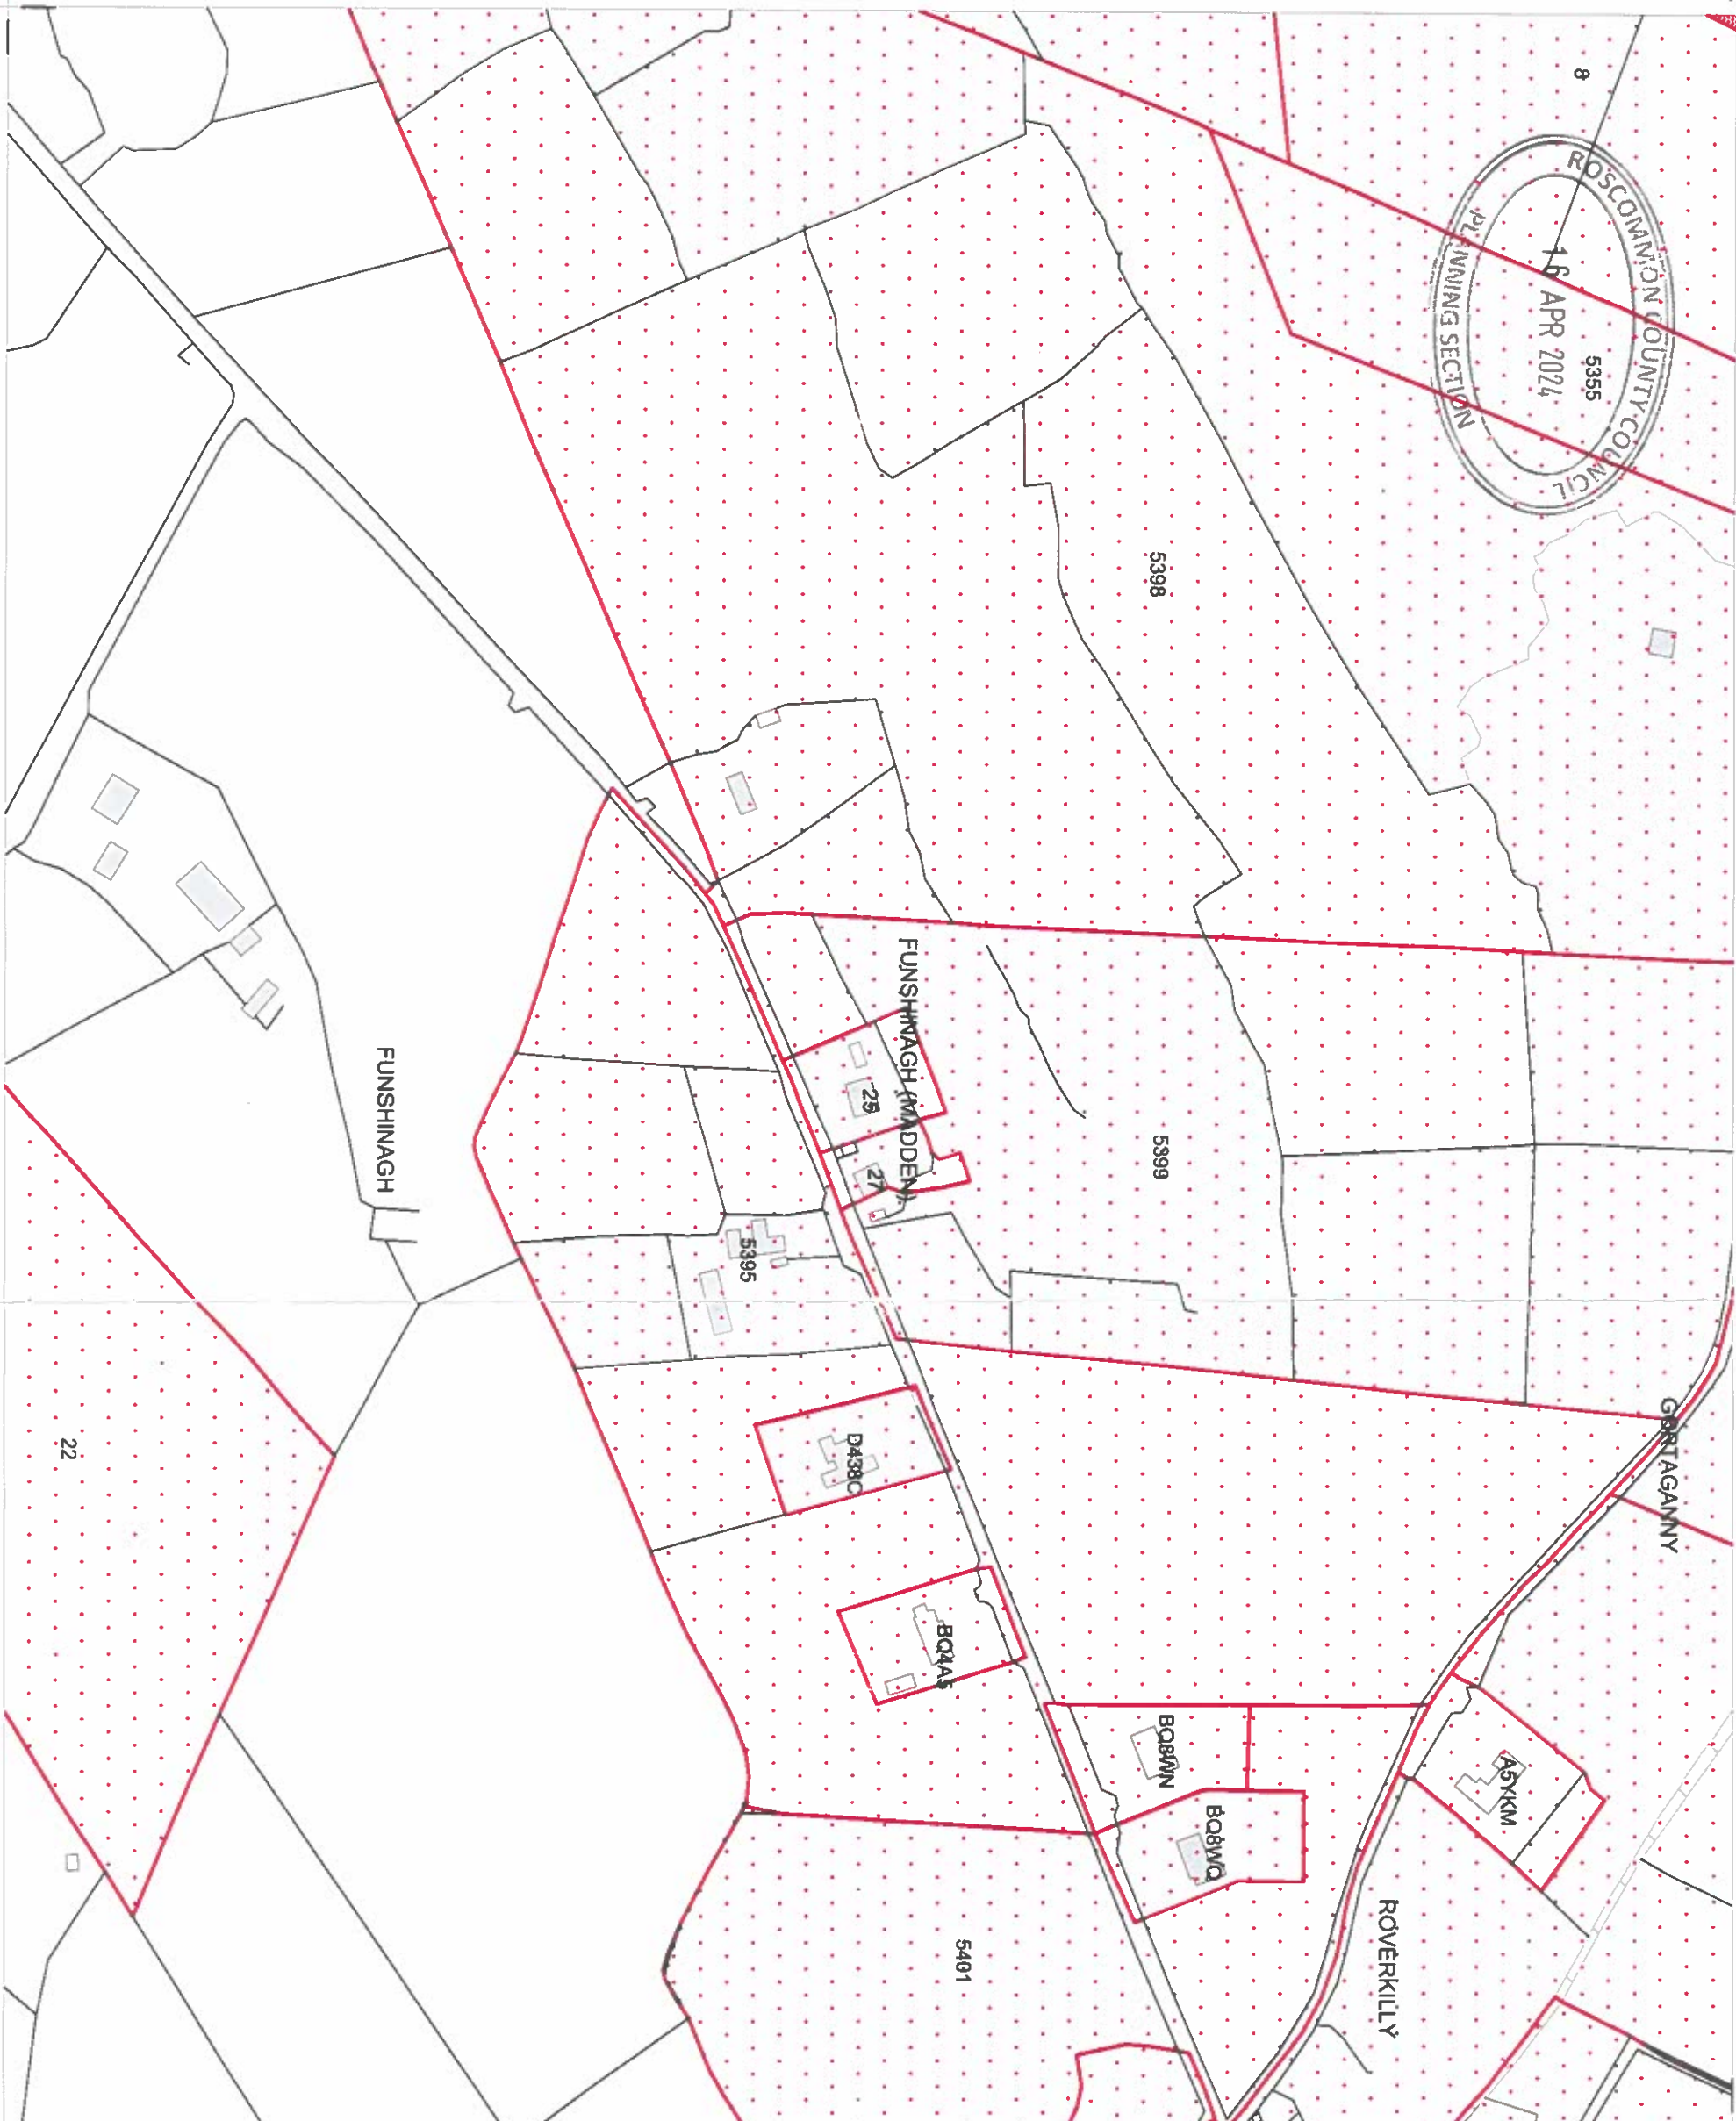 8
ROSCOMMON COUNTY COUNCIL
16 APR 2024
PLANNING SECTION
5355
5398
FUNSHINAGH (MADDEN)
25
27
5399
FUNSHINAGH
5395
GORTAGANNY
22
D438C
BQ4A5
BQ8WN
BQ8WQ
A5YKM
ROVERKILLY
5401